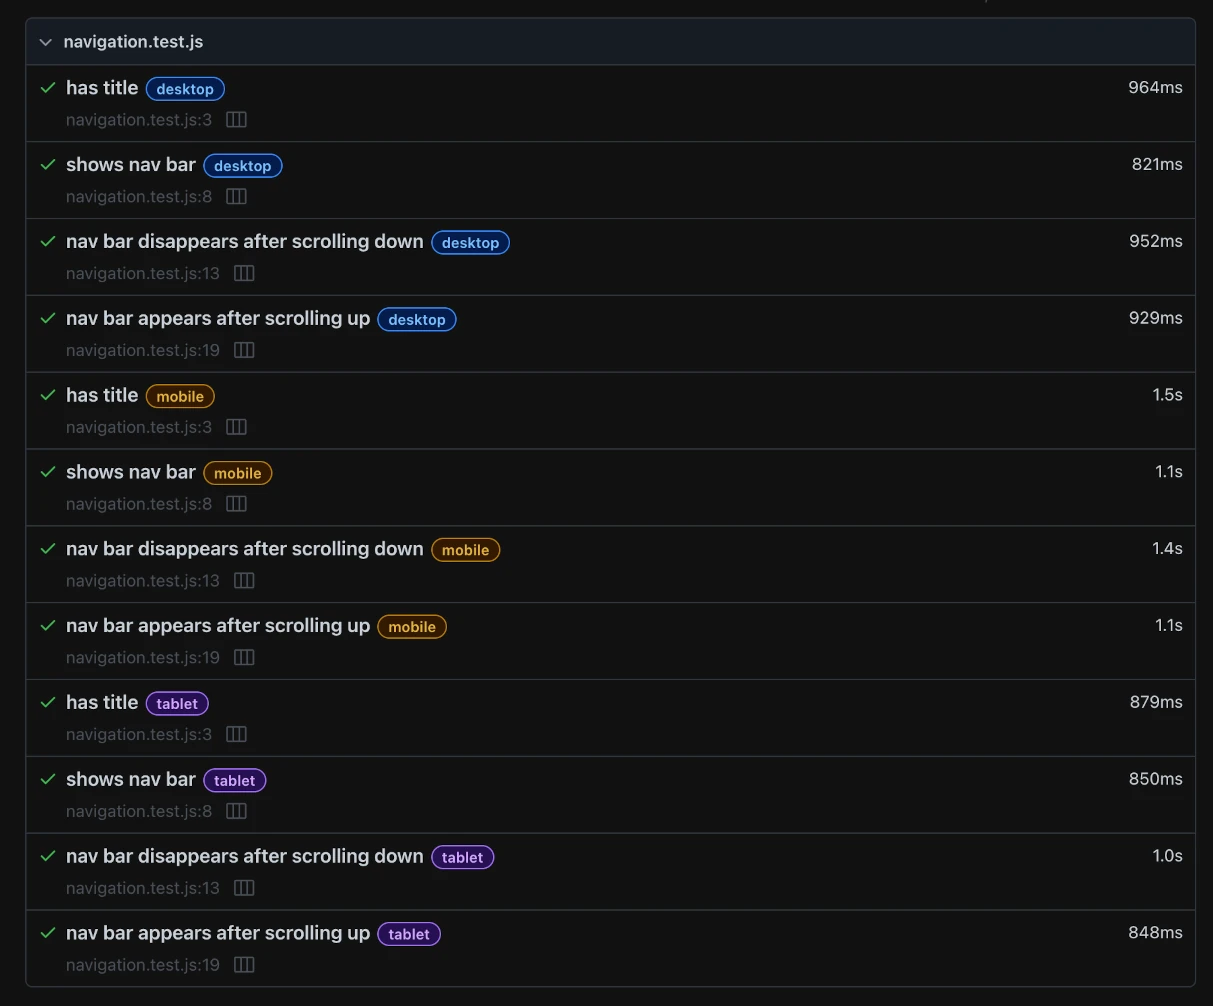 navigation.test.js
has title desktop 964ms
navigation.test.js:3
shows nav bar desktop 821ms
navigation.test.js:8
nav bar disappears after scrolling down desktop 952ms
navigation.test.js:13
nav bar appears after scrolling up desktop 929ms
navigation.test.js:19
has title mobile 1.5s
navigation.test.js:3
shows nav bar mobile 1.1s
navigation.test.js:8
nav bar disappears after scrolling down mobile 1.4s
navigation.test.js:13
nav bar appears after scrolling up mobile 1.1s
navigation.test.js:19
has title tablet 879ms
navigation.test.js:3
shows nav bar tablet 850ms
navigation.test.js:8
nav bar disappears after scrolling down tablet 1.0s
navigation.test.js:13
nav bar appears after scrolling up tablet 848ms
navigation.test.js:19